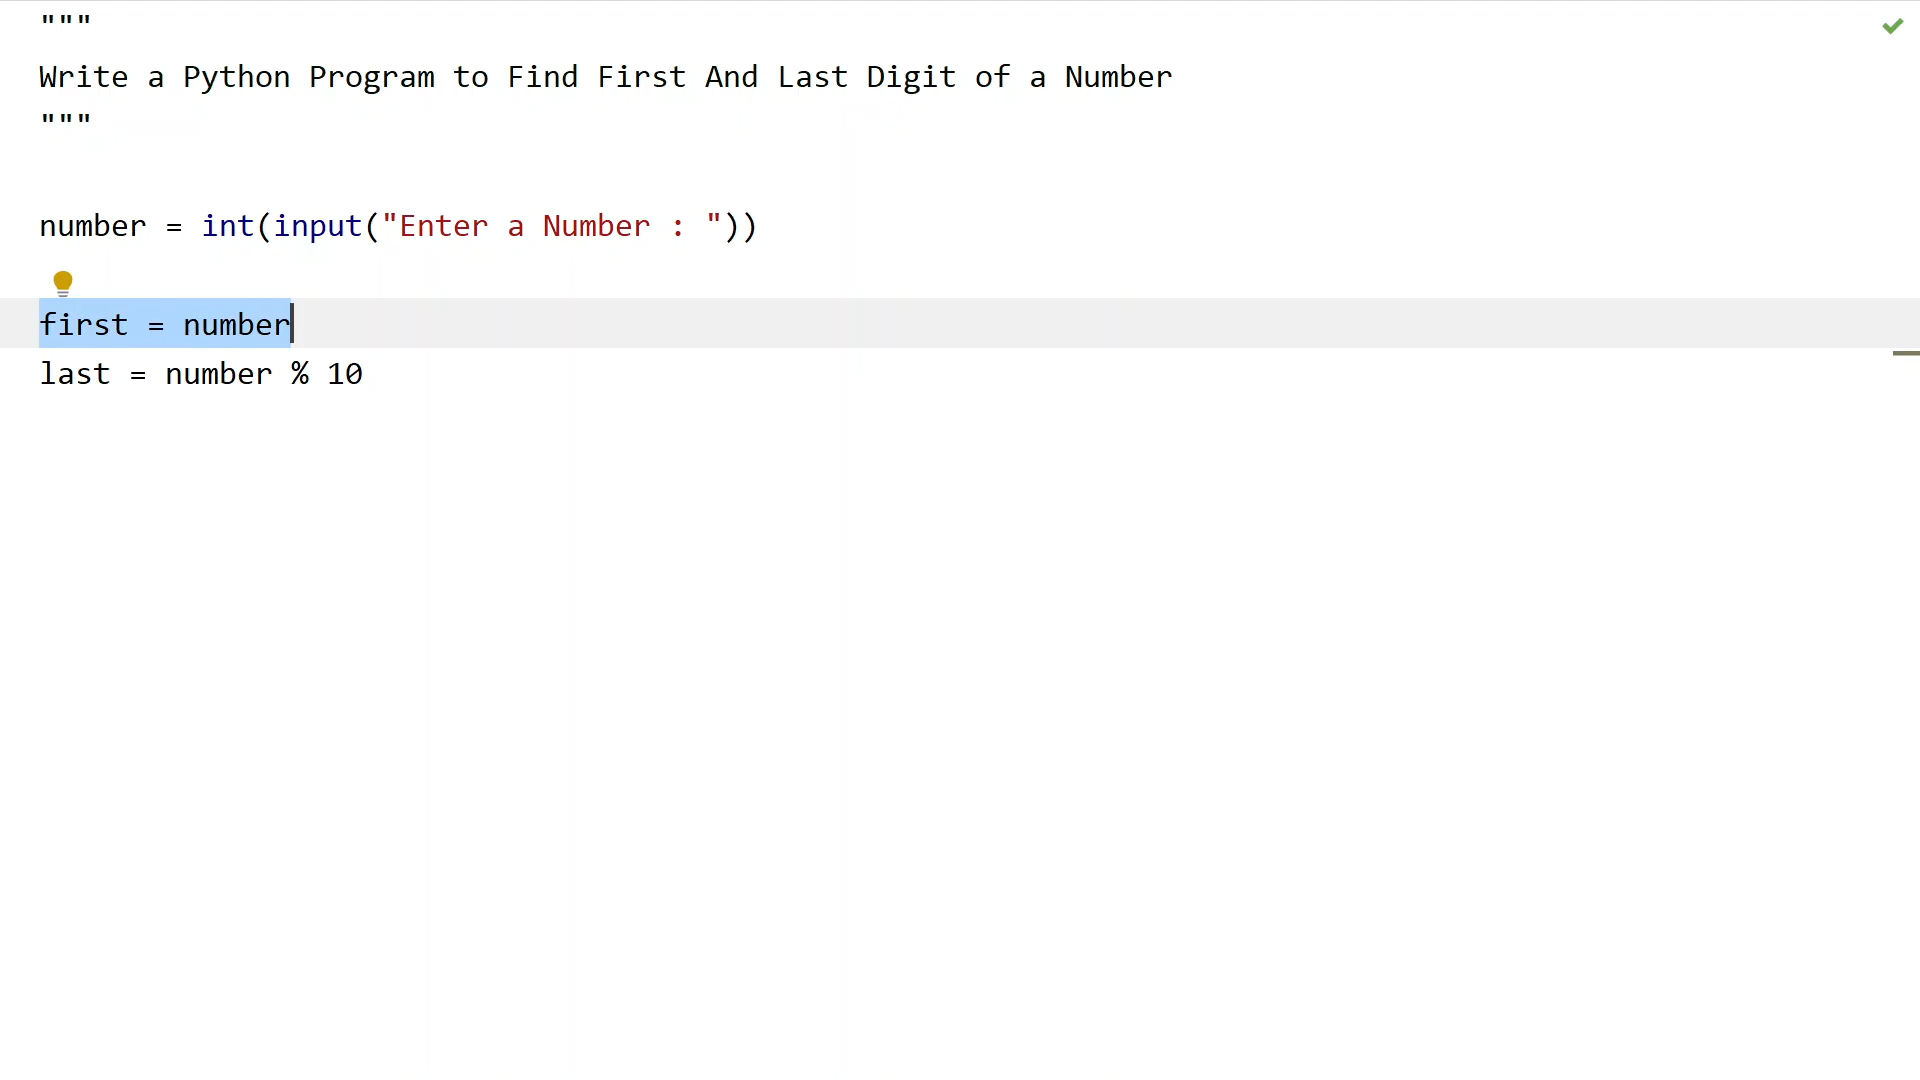 """
Write a Python Program to Find First And Last Digit of a Number
"""
number = int(input("Enter a Number : "))
first = number
last = number % 10